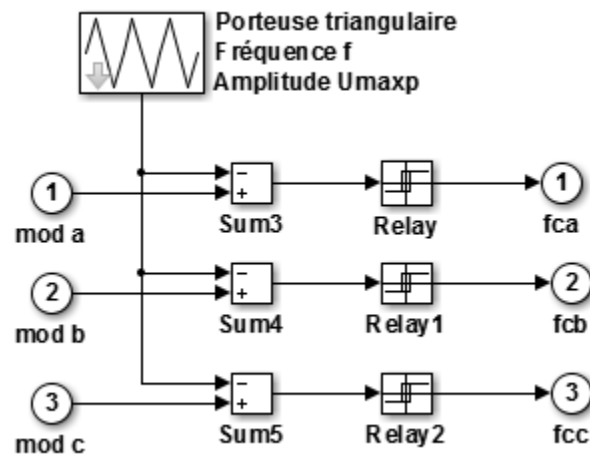 Porteuse triangulaire
Fréquence f
Amplitude Umaxp
1
mod a
−
+
Sum3
Relay
1
fca
2
mod b
−
+
Sum4
Relay1
2
fcb
3
mod c
−
+
Sum5
Relay2
3
fcc